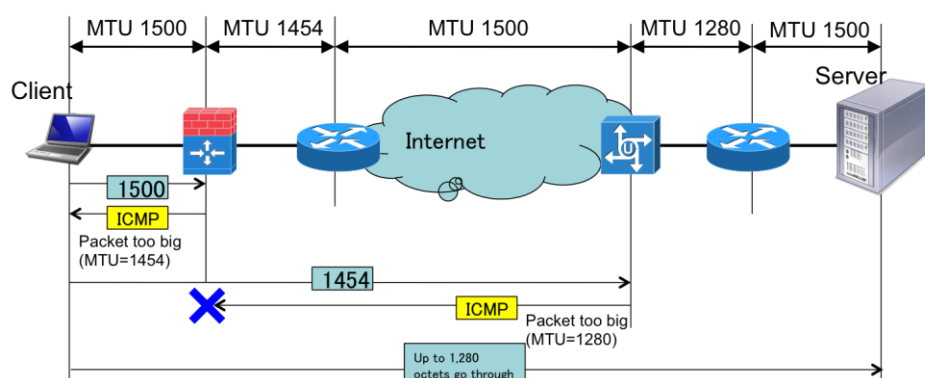 MTU 1500
MTU 1454
MTU 1500
MTU 1280
MTU 1500
Client
Server
Internet
U
1500
ICMP
Packet too big
(MTU=1454)
1454
ICMP
Packet too big
(MTU=1280)
Up to 1,280
octets go through